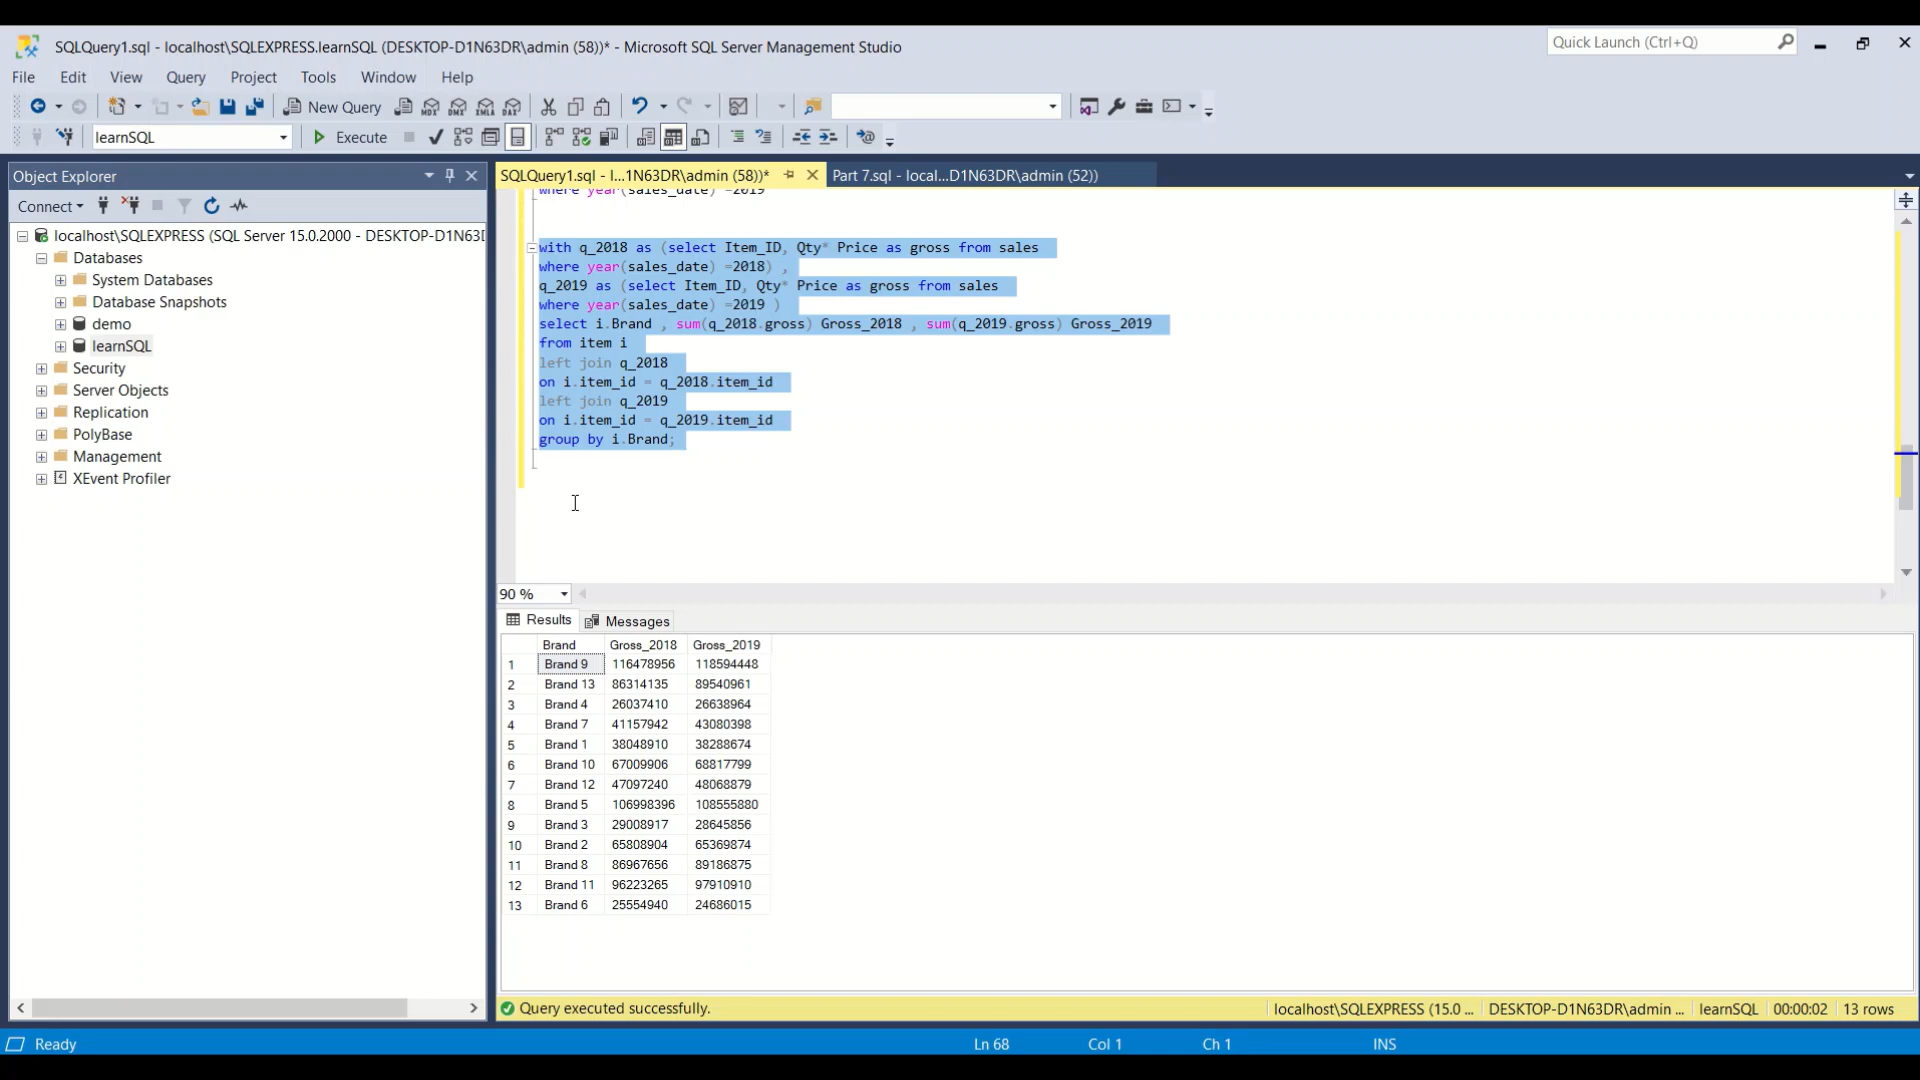 SQLQuery1.sql - localhost\SQLEXPRESS.learnSQL (DESKTOP-D1N63DR\admin (58))* - Microsoft SQL Server Management Studio
Quick Launch (Ctrl+Q)
File Edit View Query Project Tools Window Help
New Query
MDX DMX XMLA DAX
learnSQL
Execute
Object Explorer
SQLQuery1.sql - l...1N63DR\admin (58))*
Part 7.sql - local...D1N63DR\admin (52))
Connect
localhost\SQLEXPRESS (SQL Server 15.0.2000 - DESKTOP-D1N63D
Databases
System Databases
Database Snapshots
demo
learnSQL
Security
Server Objects
Replication
PolyBase
Management
XEvent Profiler
where year(sales_date) =2019
with q_2018 as (select Item_ID, Qty* Price as gross from sales
where year(sales_date) =2018) ,
q_2019 as (select Item_ID, Qty* Price as gross from sales
where year(sales_date) =2019 )
select i.Brand , sum(q_2018.gross) Gross_2018 , sum(q_2019.gross) Gross_2019
from item i
left join q_2018
on i.item_id = q_2018.item_id
left join q_2019
on i.item_id = q_2019.item_id
group by i.Brand;
90 %
Results Messages
Brand Gross_2018 Gross_2019
1 Brand 9 116478956 118594448
2 Brand 13 86314135 89540961
3 Brand 4 26037410 26638964
4 Brand 7 41157942 43080398
5 Brand 1 38048910 38288674
6 Brand 10 67009906 68817799
7 Brand 12 47097240 48068879
8 Brand 5 106998396 108555880
9 Brand 3 29008917 28645856
10 Brand 2 65808904 65369874
11 Brand 8 86967656 89186875
12 Brand 11 96223265 97910910
13 Brand 6 25554940 24686015
Query executed successfully.
localhost\SQLEXPRESS (15.0 ... DESKTOP-D1N63DR\admin ... learnSQL 00:00:02 13 rows
Ready
Ln 68 Col 1 Ch 1 INS